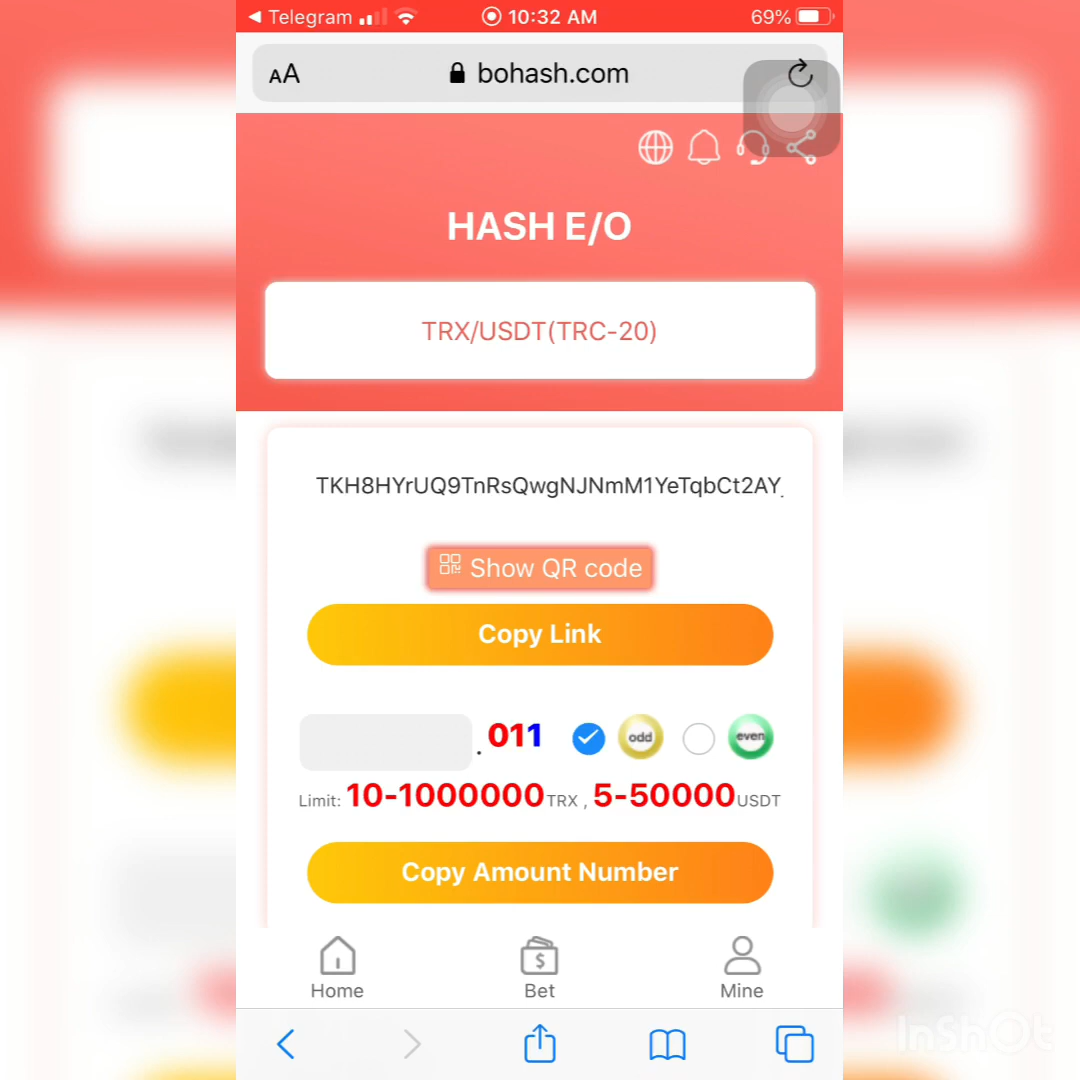 Telegram 10:32 AM 69%
AA bohash.com
HASH E/O
TRX/USDT(TRC-20)
TKH8HYrUQ9TnRsQwgNJNmM1YeTqbCt2AY
Show QR code
Copy Link
.011 odd even
Limit: 10-1000000TRX , 5-50000USDT
Copy Amount Number
Home Bet Mine
InShOt